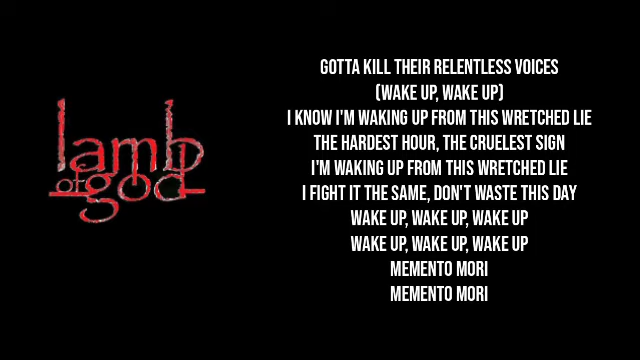 lamb
of god
GOTTA KILL THEIR RELENTLESS VOICES
(WAKE UP, WAKE UP)
I KNOW I'M WAKING UP FROM THIS WRETCHED LIE
THE HARDEST HOUR, THE CRUELEST SIGN
I'M WAKING UP FROM THIS WRETCHED LIE
I FIGHT IT THE SAME, DON'T WASTE THIS DAY
WAKE UP, WAKE UP, WAKE UP
WAKE UP, WAKE UP, WAKE UP
MEMENTO MORI
MEMENTO MORI